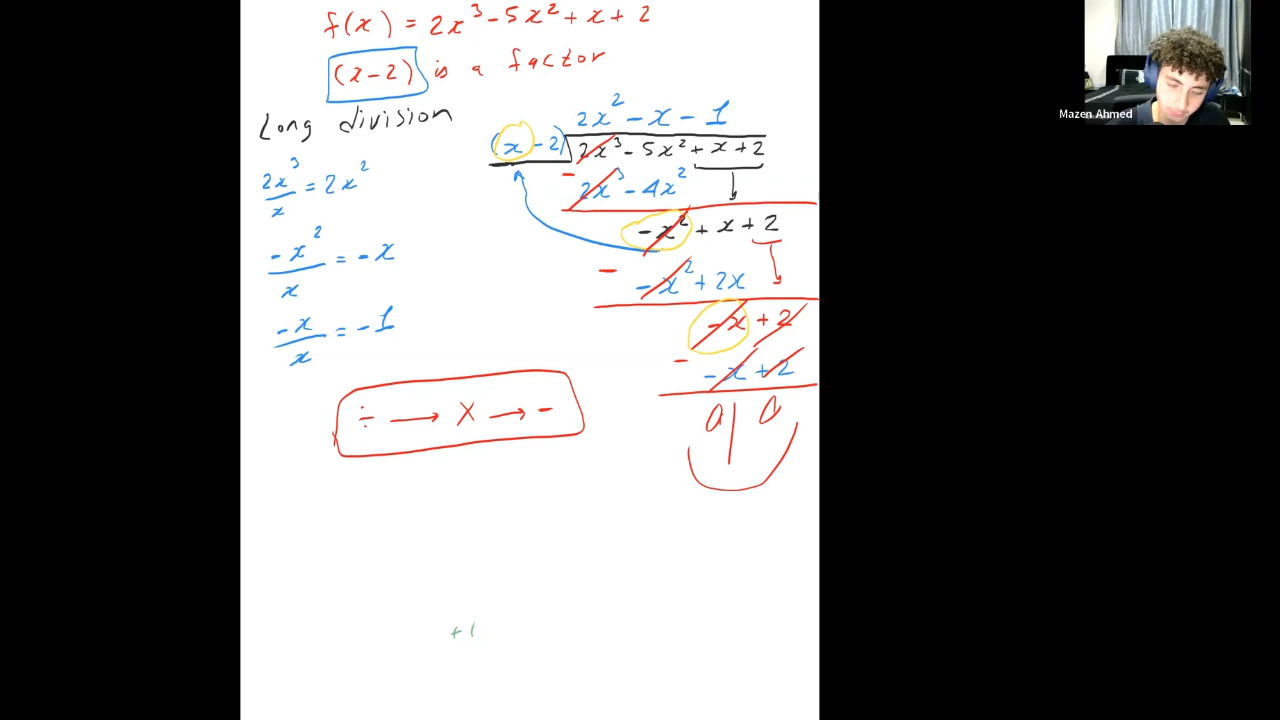 f(x) = 2x³ - 5x² + x + 2
(x-2) is a factor
Long division
2x² - x - 1
(x - 2) 2x³ - 5x² + x + 2
- 2x³ - 4x²
-x² + x + 2
- -x² + 2x
-x + 2
- -x + 2
0 | 0
2x³/x = 2x²
-x²/x = -x
-x/x = -1
÷ → X → -
Mazen Ahmed